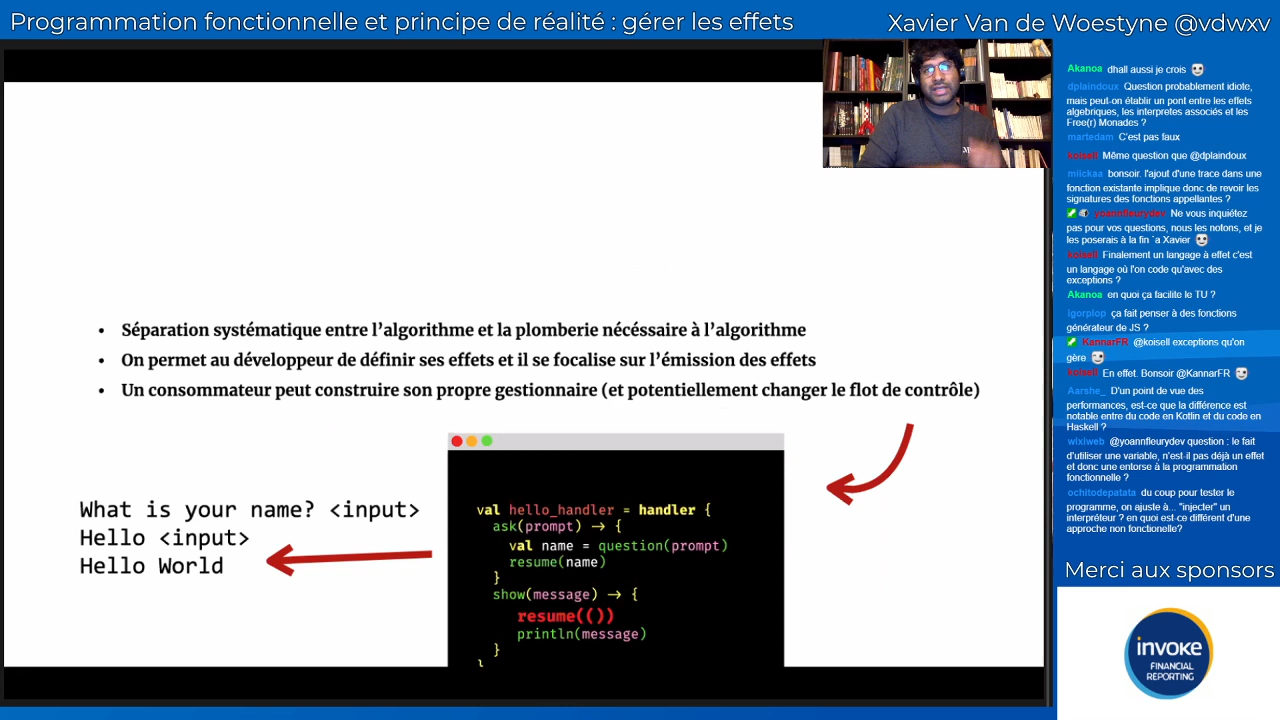 Programmation fonctionnelle et principe de réalité : gérer les effets
Xavier Van de Woestyne @vdwxv
• Séparation systématique entre l’algorithme et la plomberie nécéssaire à l’algorithme
• On permet au développeur de définir ses effets et il se focalise sur l’émission des effets
• Un consommateur peut construire son propre gestionnaire (et potentiellement changer le flot de contrôle)
What is your name? <input>
Hello <input>
Hello World
val hello_handler = handler {
ask(prompt) -> {
val name = question(prompt)
resume(name)
}
show(message) -> {
resume(())
println(message)
}
}
Akanoa dhall aussi je crois
dplaindoux Question probablement idiote,
mais peut-on établir un pont entre les effets
algebriques, les interpretes associés et les
Free(r) Monades ?
martedam C'est pas faux
koisell Même question que @dplaindoux
miickaa bonsoir. l'ajout d'une trace dans une
fonction existante implique donc de revoir les
signatures des fonctions appellantes ?
yoannfleurydev Ne vous inquiétez
pas pour vos questions, nous les notons, et je
les poserais à la fin ´a Xavier
koisell Finalement un langage à effet c'est
un langage où l'on code qu'avec des
exceptions ?
Akanoa en quoi ça facilite le TU ?
igorplop ça fait penser à des fonctions
générateur de JS ?
KannarFR @koisell exceptions qu'on
gère
koisell En effet. Bonsoir @KannarFR
Aarshe_ D'un point de vue des
performances, est-ce que la différence est
notable entre du code en Kotlin et du code en
Haskell ?
wixiweb @yoannfleurydev question : le fait
d'utiliser une variable, n'est-il pas déjà un effet
et donc une entorse à la programmation
fonctionnelle ?
ochitodepatata du coup pour tester le
programme, on ajuste à... "injecter" un
interpréteur ? en quoi est-ce différent d'une
approche non fonctionelle?
Merci aux sponsors
invoke
FINANCIAL
REPORTING